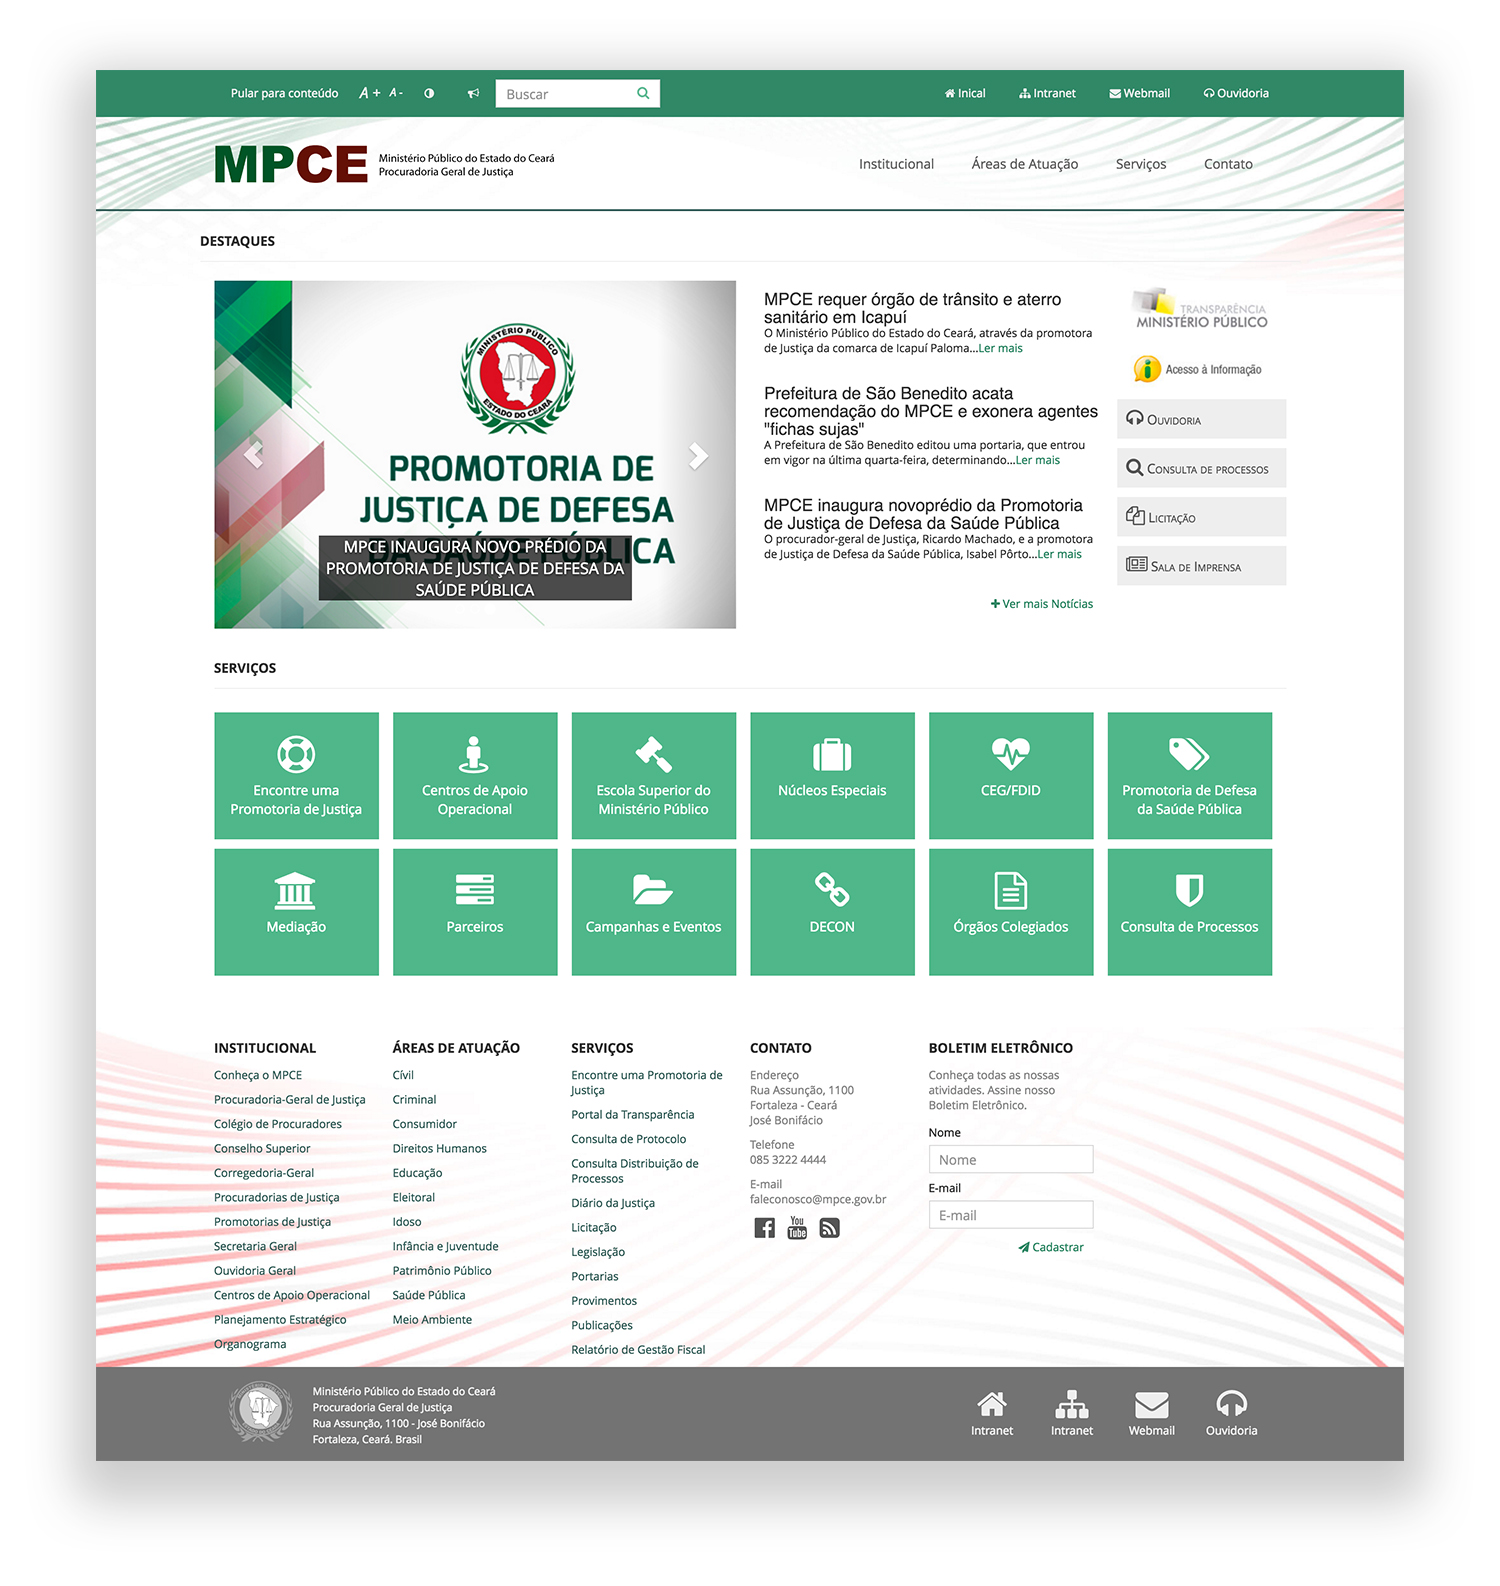 Pular para conteúdo A + A - Buscar Inical Intranet Webmail Ouvidoria
MPCE
Ministério Público do Estado do Ceará
Procuradoria Geral de Justiça
Institucional Áreas de Atuação Serviços Contato
DESTAQUES
MINISTÉRIO PÚBLICO
ESTADO DO CEARÁ
PROMOTORIA DE
JUSTIÇA DE DEFESA
DA SAÚDE PÚBLICA
MPCE INAUGURA NOVO PRÉDIO DA
PROMOTORIA DE JUSTIÇA DE DEFESA DA
SAÚDE PÚBLICA
MPCE requer órgão de trânsito e aterro
sanitário em Icapuí
O Ministério Público do Estado do Ceará, através da promotora
de Justiça da comarca de Icapuí Paloma...Ler mais
Prefeitura de São Benedito acata
recomendação do MPCE e exonera agentes
"fichas sujas"
A Prefeitura de São Benedito editou uma portaria, que entrou
em vigor na última quarta-feira, determinando...Ler mais
MPCE inaugura novoprédio da Promotoria
de Justiça de Defesa da Saúde Pública
O procurador-geral de Justiça, Ricardo Machado, e a promotora
de Justiça de Defesa da Saúde Pública, Isabel Pôrto...Ler mais
+ Ver mais Notícias
TRANSPARÊNCIA
MINISTÉRIO PÚBLICO
i Acesso à Informação
Ouvidoria
Consulta de processos
Licitação
Sala de Imprensa
SERVIÇOS
Encontre uma
Promotoria de Justiça
Centros de Apoio
Operacional
Escola Superior do
Ministério Público
Núcleos Especiais
CEG/FDID
Promotoria de Defesa
da Saúde Pública
Mediação
Parceiros
Campanhas e Eventos
DECON
Órgãos Colegiados
Consulta de Processos
INSTITUCIONAL
Conheça o MPCE
Procuradoria-Geral de Justiça
Colégio de Procuradores
Conselho Superior
Corregedoria-Geral
Procuradorias de Justiça
Promotorias de Justiça
Secretaria Geral
Ouvidoria Geral
Centros de Apoio Operacional
Planejamento Estratégico
Organograma
ÁREAS DE ATUAÇÃO
Cívil
Criminal
Consumidor
Direitos Humanos
Educação
Eleitoral
Idoso
Infância e Juventude
Patrimônio Público
Saúde Pública
Meio Ambiente
SERVIÇOS
Encontre uma Promotoria de
Justiça
Portal da Transparência
Consulta de Protocolo
Consulta Distribuição de
Processos
Diário da Justiça
Licitação
Legislação
Portarias
Provimentos
Publicações
Relatório de Gestão Fiscal
CONTATO
Endereço
Rua Assunção, 1100
Fortaleza - Ceará
José Bonifácio
Telefone
085 3222 4444
E-mail
faleconosco@mpce.gov.br
You
Tube
BOLETIM ELETRÔNICO
Conheça todas as nossas
atividades. Assine nosso
Boletim Eletrônico.
Nome
Nome
E-mail
E-mail
Cadastrar
Ministério Público do Estado do Ceará
Procuradoria Geral de Justiça
Rua Assunção, 1100 - José Bonifácio
Fortaleza, Ceará. Brasil
Intranet Intranet Webmail Ouvidoria